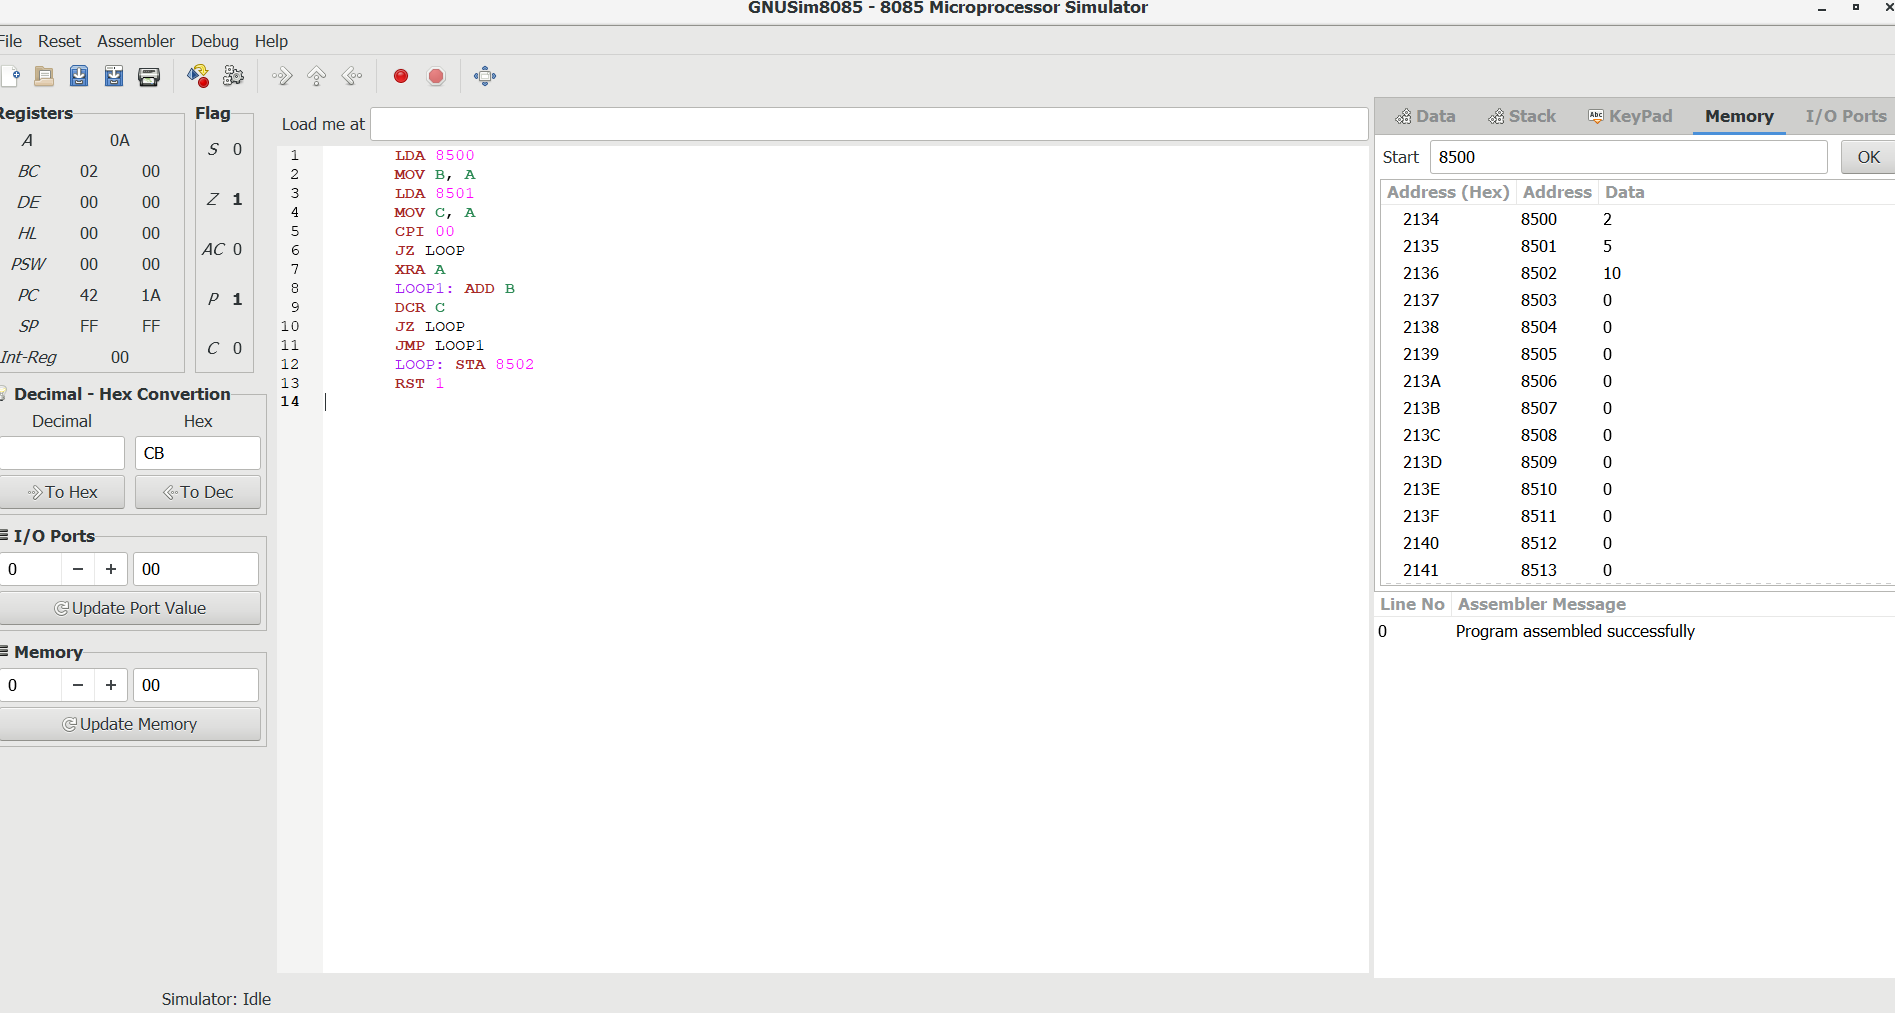 GNUSim8085 - 8085 Microprocessor Simulator
File Reset Assembler Debug Help
Registers
A 0A
BC 02 00
DE 00 00
HL 00 00
PSW 00 00
PC 42 1A
SP FF FF
Int-Reg 00
Flag
S 0
Z 1
AC 0
P 1
C 0
Decimal - Hex Convertion
Decimal Hex
CB
To Hex To Dec
I/O Ports
0 − + 00
Update Port Value
Memory
0 − + 00
Update Memory
Load me at
1 LDA 8500
2 MOV B, A
3 LDA 8501
4 MOV C, A
5 CPI 00
6 JZ LOOP
7 XRA A
8 LOOP1: ADD B
9 DCR C
10 JZ LOOP
11 JMP LOOP1
12 LOOP: STA 8502
13 RST 1
14
Data Stack Abc KeyPad Memory I/O Ports
Start 8500 OK
Address (Hex) Address Data
2134 8500 2
2135 8501 5
2136 8502 10
2137 8503 0
2138 8504 0
2139 8505 0
213A 8506 0
213B 8507 0
213C 8508 0
213D 8509 0
213E 8510 0
213F 8511 0
2140 8512 0
2141 8513 0
Line No Assembler Message
0 Program assembled successfully
Simulator: Idle